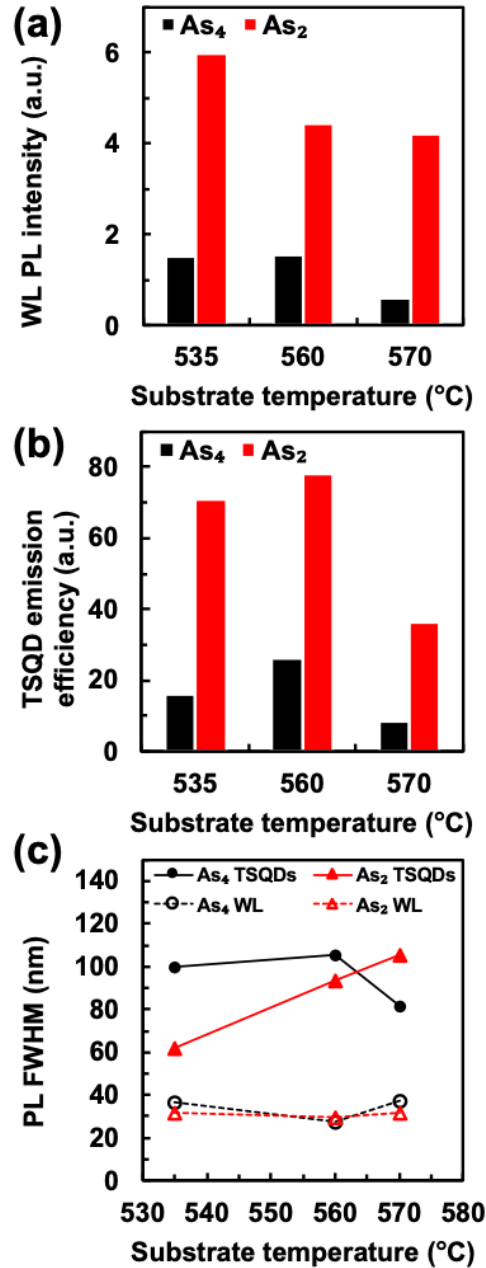 (a)
As₄ As₂
WL PL intensity (a.u.)
6
4
2
0
535 560 570
Substrate temperature (°C)
(b)
As₄ As₂
TSQD emission
efficiency (a.u.)
80
60
40
20
0
535 560 570
Substrate temperature (°C)
(c)
As₄ TSQDs As₂ TSQDs
As₄ WL As₂ WL
PL FWHM (nm)
140
120
100
80
60
40
20
0
530 540 550 560 570 580
Substrate temperature (°C)